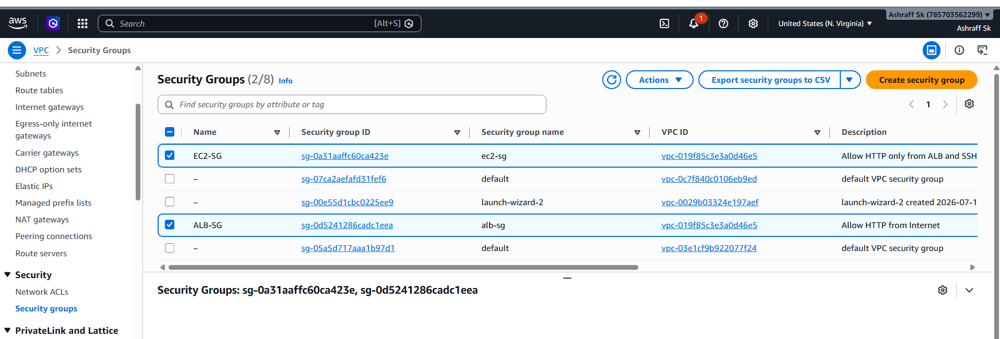 aws
Search
[Alt+S]
1
United States (N. Virginia)
Ashraff Sk (785703562299)
Ashraff Sk
VPC
Security Groups
Subnets
Route tables
Internet gateways
Egress-only internet
gateways
Carrier gateways
DHCP option sets
Elastic IPs
Managed prefix lists
NAT gateways
Peering connections
Route servers
Security
Network ACLs
Security groups
PrivateLink and Lattice
Security Groups (2/8) Info
Actions
Export security groups to CSV
Create security group
Find security groups by attribute or tag
1
Name Security group ID Security group name VPC ID Description
EC2-SG sg-0a31aaffc60ca423e ec2-sg vpc-019f85c3e3a0d46e5 Allow HTTP only from ALB and SSH
– sg-07ca2aefafd31fef6 default vpc-0c7f840c0106eb9ed default VPC security group
– sg-00e55d1cbc0225ee9 launch-wizard-2 vpc-0029b03324e197aef launch-wizard-2 created 2026-07-1
ALB-SG sg-0d5241286cadc1eea alb-sg vpc-019f85c3e3a0d46e5 Allow HTTP from Internet
– sg-05a5d717aaa1b97d1 default vpc-03e1cf9b922077f24 default VPC security group
Security Groups: sg-0a31aaffc60ca423e, sg-0d5241286cadc1eea